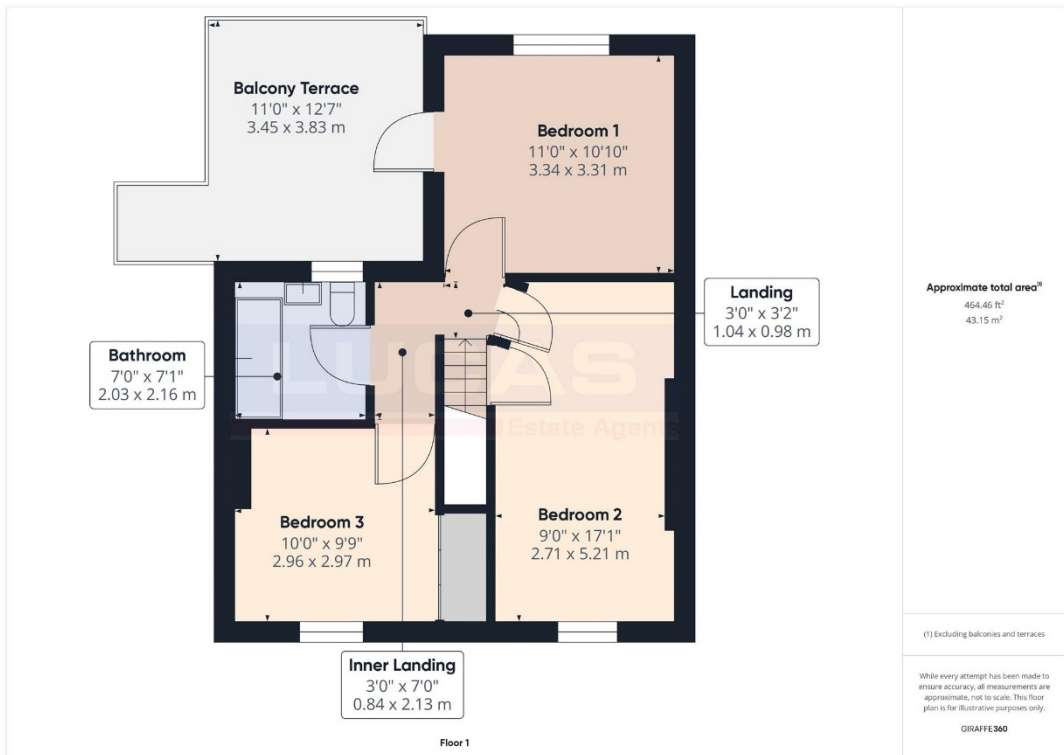 Balcony Terrace
11'0" x 12'7"
3.45 x 3.83 m
Bedroom 1
11'0" x 10'10"
3.34 x 3.31 m
Landing
3'0" x 3'2"
1.04 x 0.98 m
Bathroom
7'0" x 7'1"
2.03 x 2.16 m
LUCAS
Estate Agents
Bedroom 3
10'0" x 9'9"
2.96 x 2.97 m
Bedroom 2
9'0" x 17'1"
2.71 x 5.21 m
Inner Landing
3'0" x 7'0"
0.84 x 2.13 m
Floor 1
Approximate total area⁽¹⁾
464.46 ft²
43.15 m²
(1) Excluding balconies and terraces
While every attempt has been made to
ensure accuracy, all measurements are
approximate, not to scale. This floor
plan is for illustrative purposes only.
GIRAFFE360